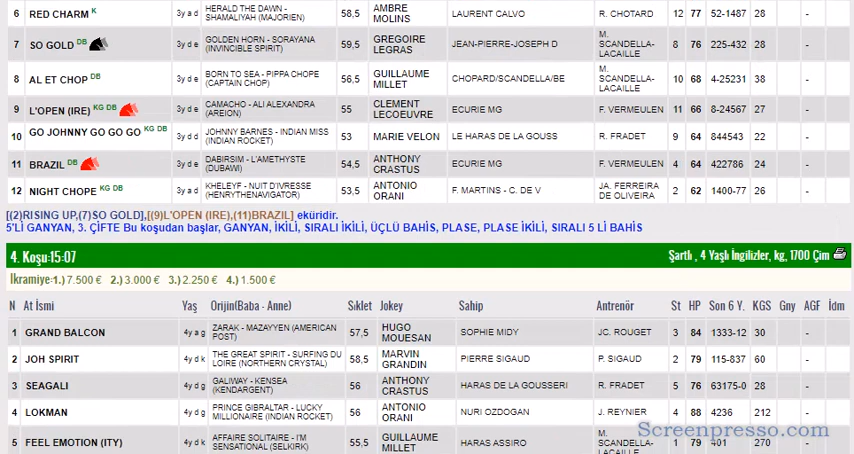 6 RED CHARM K 3y a d HERALD THE DAWN - SHAMALIYAH (MAJORIEN) 58,5 AMBRE MOLINS LAURENT CALVO R. CHOTARD 12 77 52-1487 28 -
7 SO GOLD DB 3y d e GOLDEN HORN - SORAYANA (INVINCIBLE SPIRIT) 59,5 GREGOIRE LEGRAS JEAN-PIERRE-JOSEPH D M. SCANDELLA-LACAILLE 8 76 225-432 28 -
8 AL ET CHOP DB 3y d e BORN TO SEA - PIPPA CHOPE (CAPTAIN CHOP) 56,5 GUILLAUME MILLET CHOPARD/SCANDELLA/BE M. SCANDELLA-LACAILLE 10 68 4-25231 38 -
9 L'OPEN (IRE) KG DB 3y d e CAMACHO - ALI ALEXANDRA (AREION) 55 CLEMENT LECOEUVRE ECURIE MG F. VERMEULEN 11 66 8-24567 27 -
10 GO JOHNNY GO GO GO KG DB 3y d d JOHNNY BARNES - INDIAN MISS (INDIAN ROCKET) 53 MARIE VELON LE HARAS DE LA GOUSS R. FRADET 9 64 844543 22 -
11 BRAZIL DB 3y d e DABIRSIM - L'AMETHYSTE (DUBAWI) 54,5 ANTHONY CRASTUS ECURIE MG F. VERMEULEN 4 64 422786 24 -
12 NIGHT CHOPE KG DB 3y a d KHELEYF - NUIT D'IVRESSE (HENRYTHENAVIGATOR) 53,5 ANTONIO ORANI F. MARTINS - C. DE V JA. FERREIRA DE OLIVEIRA 2 62 1400-77 26 -
[(2)RISING UP,(7)SO GOLD],[(9)L'OPEN (IRE),(11)BRAZIL] eküridir.
5'Lİ GANYAN, 3. ÇİFTE Bu koşudan başlar, GANYAN, İKİLİ, SIRALI İKİLİ, ÜÇLÜ BAHİS, PLASE, PLASE İKİLİ, SIRALI 5 Lİ BAHİS
4. Koşu:15:07 Şartlı , 4 Yaşlı İngilizler, kg, 1700 Çim
İkramiye:1.) 7.500 € 2.) 3.000 € 3.) 2.250 € 4.) 1.500 €
N At İsmi Yaş Orijin(Baba - Anne) Sıklet Jokey Sahip Antrenör St HP Son 6 Y. KGS Gny AGF İdm
1 GRAND BALCON 4y a g ZARAK - MAZAYYEN (AMERICAN POST) 57,5 HUGO MOUESAN SOPHIE MIDY JC. ROUGET 3 84 1333-12 30 -
2 JOH SPIRIT 4y d k THE GREAT SPIRIT - SURFING DU LOIRE (NORTHERN CRYSTAL) 58,5 MARVIN GRANDIN PIERRE SIGAUD P. SIGAUD 2 79 115-837 60 -
3 SEAGALI 4y d g GALIWAY - KENSEA (KENDARGENT) 56 ANTHONY CRASTUS HARAS DE LA GOUSSERI R. FRADET 5 76 63175-0 28 -
4 LOKMAN 4y d g PRINCE GIBRALTAR - LUCKY MILLIONAIRE (INDIAN ROCKET) 56 ANTONIO ORANI NURI OZDOGAN J. REYNIER 4 88 4236 212 -
5 FEEL EMOTION (ITY) 4y d k AFFAIRE SOLITAIRE - I'M SENSATIONAL (SELKIRK) 55,5 GUILLAUME MILLET HARAS ASSIRO M. SCANDELLA-LACAILLE 1 79 401 270 -
Screenpresso.com